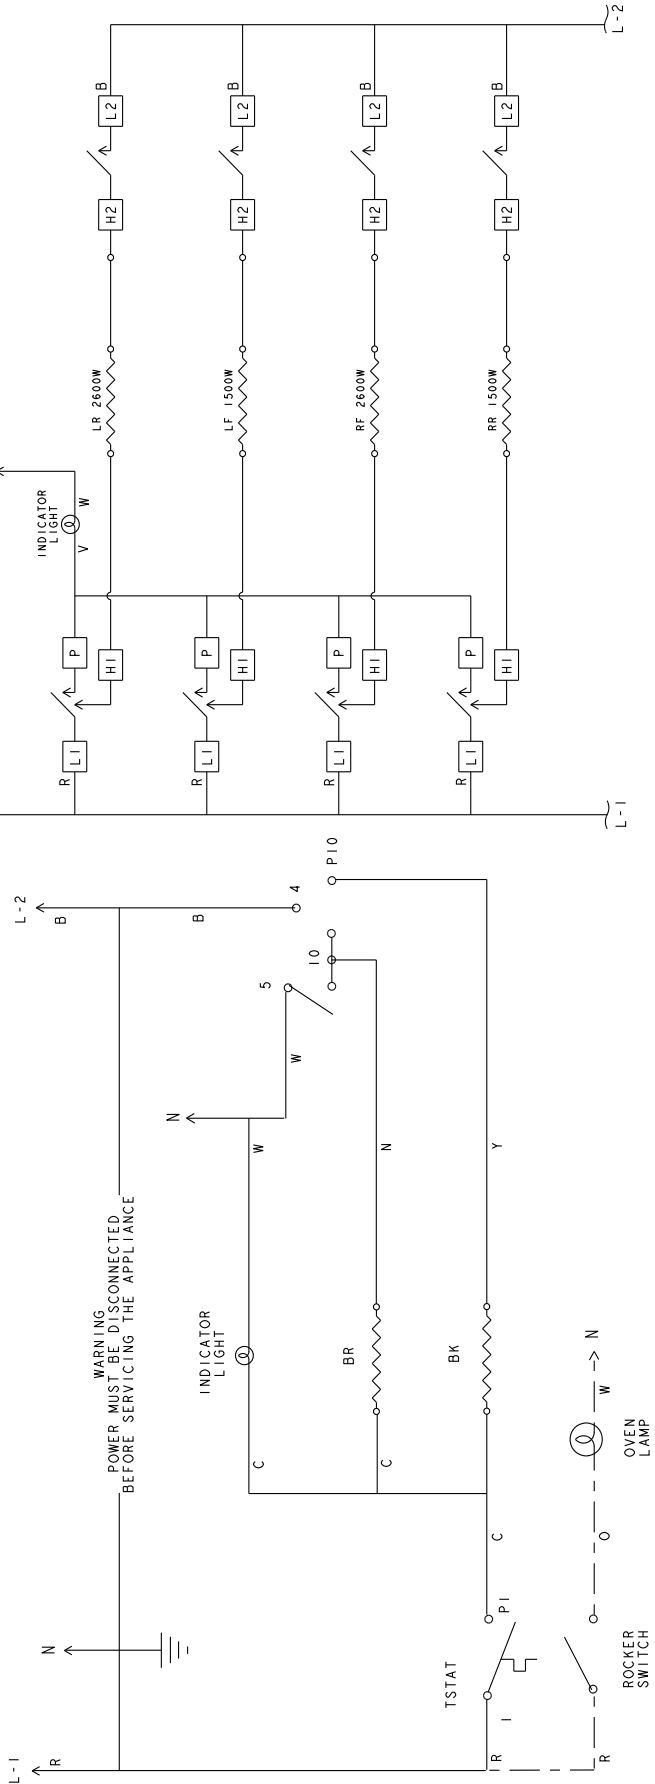 L-1
R
N
WARNING
POWER MUST BE DISCONNECTED
BEFORE SERVICING THE APPLIANCE
L-2
B
B
N
INDICATOR
LIGHT
C
W
W
5
4
10
P10
BR
C
N
BK
Y
TSTAT
P1
C
1
R
R
ROCKER
SWITCH
O
OVEN
LAMP
W
N
INDICATOR
LIGHT
V
W
R
L1
P
H1
LR 2600W
H2
L2
B
R
L1
P
H1
LF 1500W
H2
L2
B
R
L1
P
H1
RF 2600W
H2
L2
B
R
L1
P
H1
RR 1500W
H2
L2
B
L-1
L-2